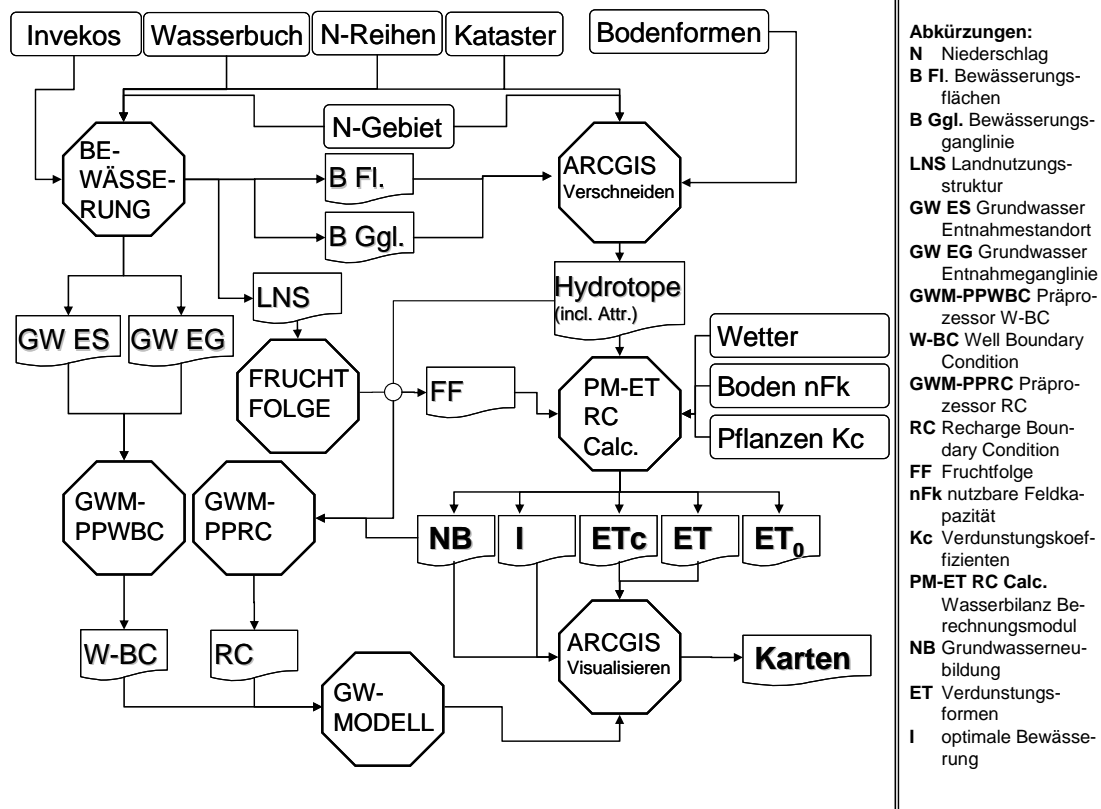 Invekos
Wasserbuch
N-Reihen
Kataster
Bodenformen
N-Gebiet
BE-
WÄSSE-
RUNG
B Fl.
B Ggl.
ARCGIS
Verschneiden
LNS
Hydrotope
(incl. Attr.)
GW ES
GW EG
FRUCHT
FOLGE
FF
PM-ET
RC
Calc.
Wetter
Boden nFk
Pflanzen Kc
GWM-
PPWBC
GWM-
PPRC
NB
I
ETc
ET
ET₀
W-BC
RC
ARCGIS
Visualisieren
Karten
GW-
MODELL
Abkürzungen:
N Niederschlag
B Fl. Bewässerungs-
flächen
B Ggl. Bewässerungs-
ganglinie
LNS Landnutzungs-
struktur
GW ES Grundwasser
Entnahmestandort
GW EG Grundwasser
Entnahmeganglinie
GWM-PPWBC Präpro-
zessor W-BC
W-BC Well Boundary
Condition
GWM-PPRC Präpro-
zessor RC
RC Recharge Boun-
dary Condition
FF Fruchtfolge
nFk nutzbare Feldka-
pazität
Kc Verdunstungskoef-
fizienten
PM-ET RC Calc.
Wasserbilanz Be-
rechnungsmodul
NB Grundwasserneu-
bildung
ET Verdunstungs-
formen
I optimale Bewässe-
rung